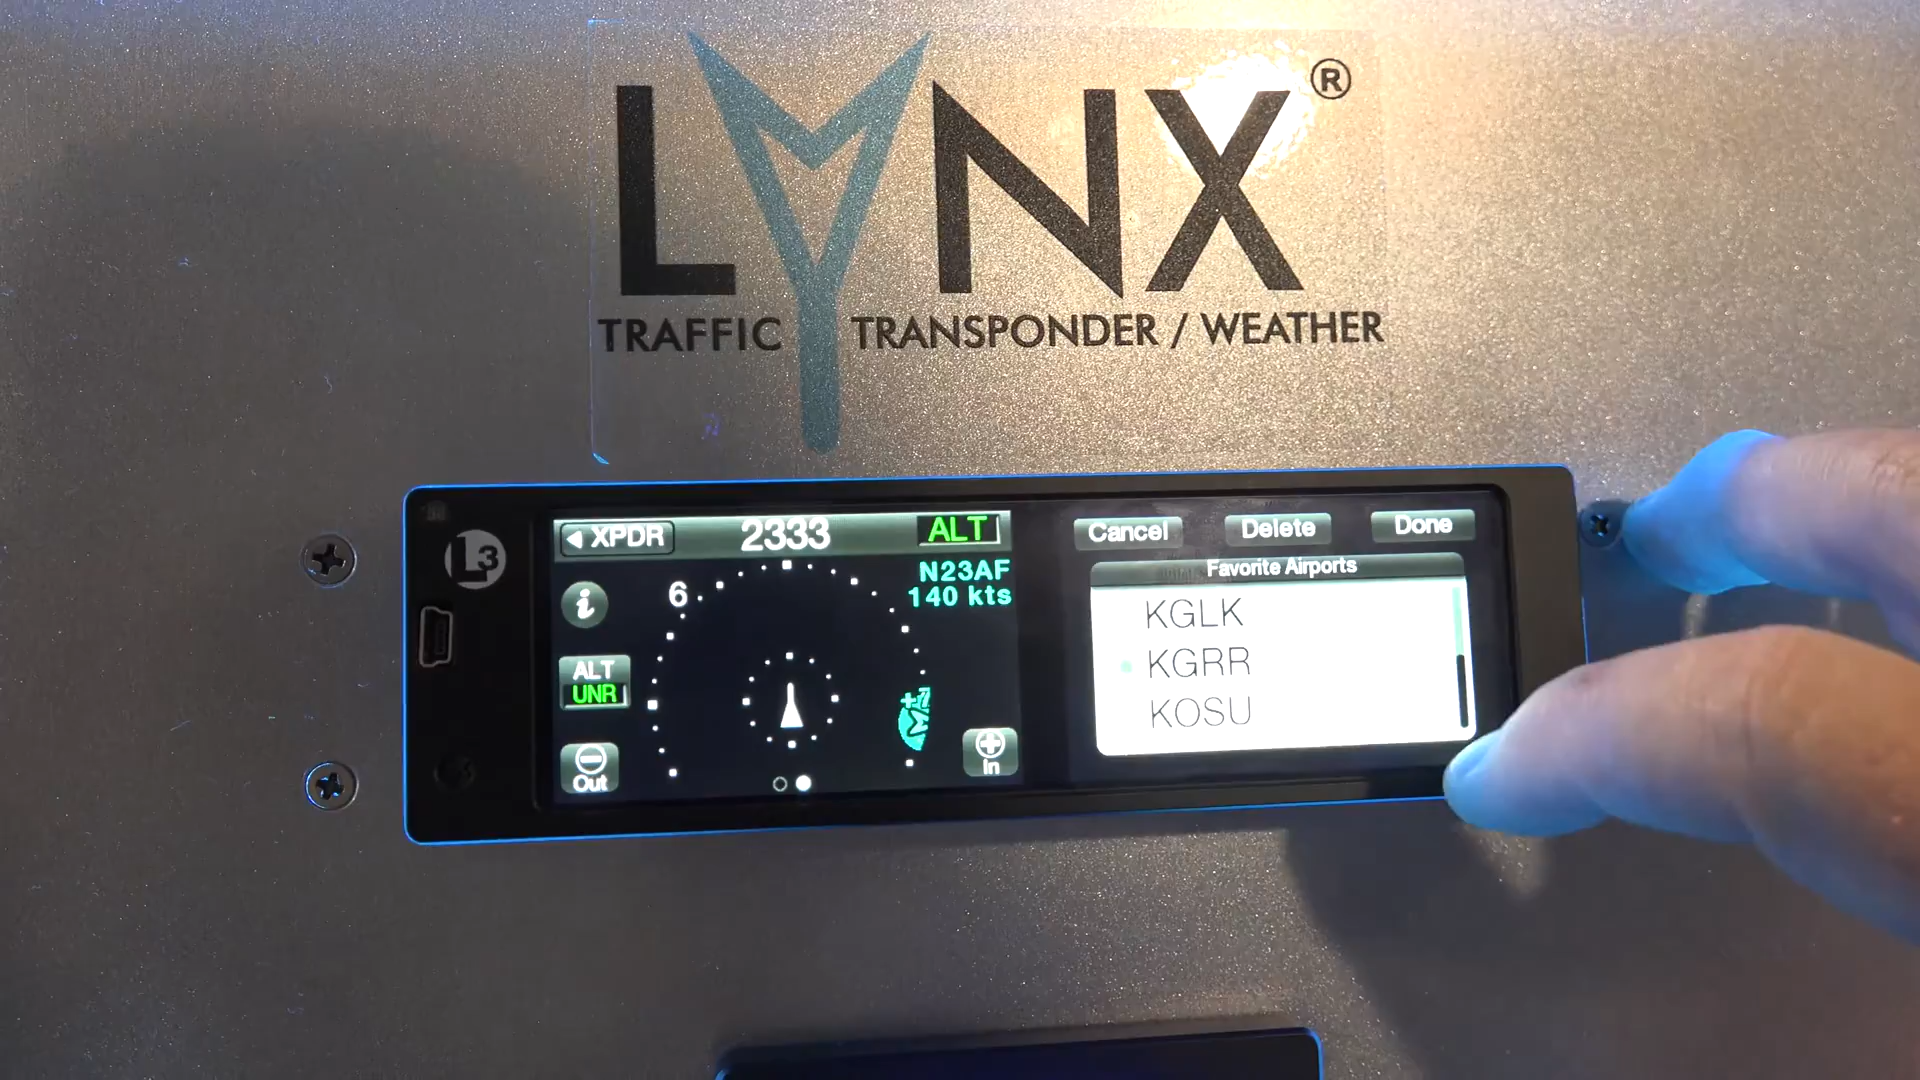 LYNX®
TRAFFIC TRANSPONDER / WEATHER
L3
XPDR 2333 ALT
6
N23AF
140 kts
i
ALT
UNR
+7
Out
In
Cancel Delete Done
Favorite Airports
KGLK
KGRR
KOSU